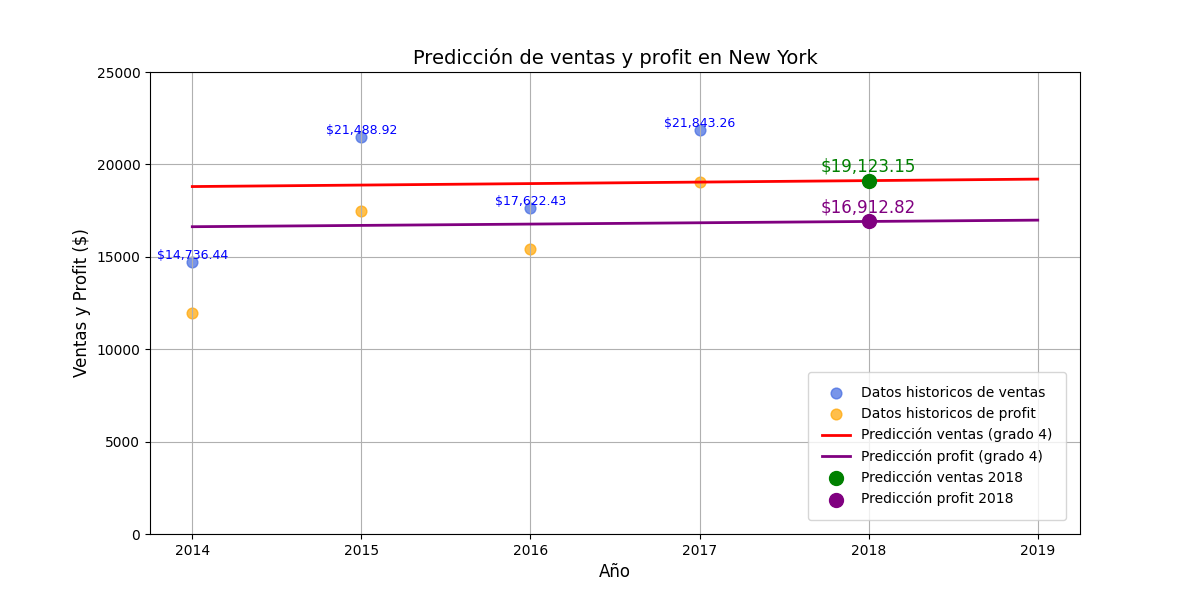 Predicción de ventas y profit en New York
25000
20000
15000
10000
5000
0
Ventas y Profit ($)
$14,736.44
$21,488.92
$17,622.43
$21,843.26
$19,123.15
$16,912.82
Datos historicos de ventas
Datos historicos de profit
Predicción ventas (grado 4)
Predicción profit (grado 4)
Predicción ventas 2018
Predicción profit 2018
2014 2015 2016 2017 2018 2019
Año